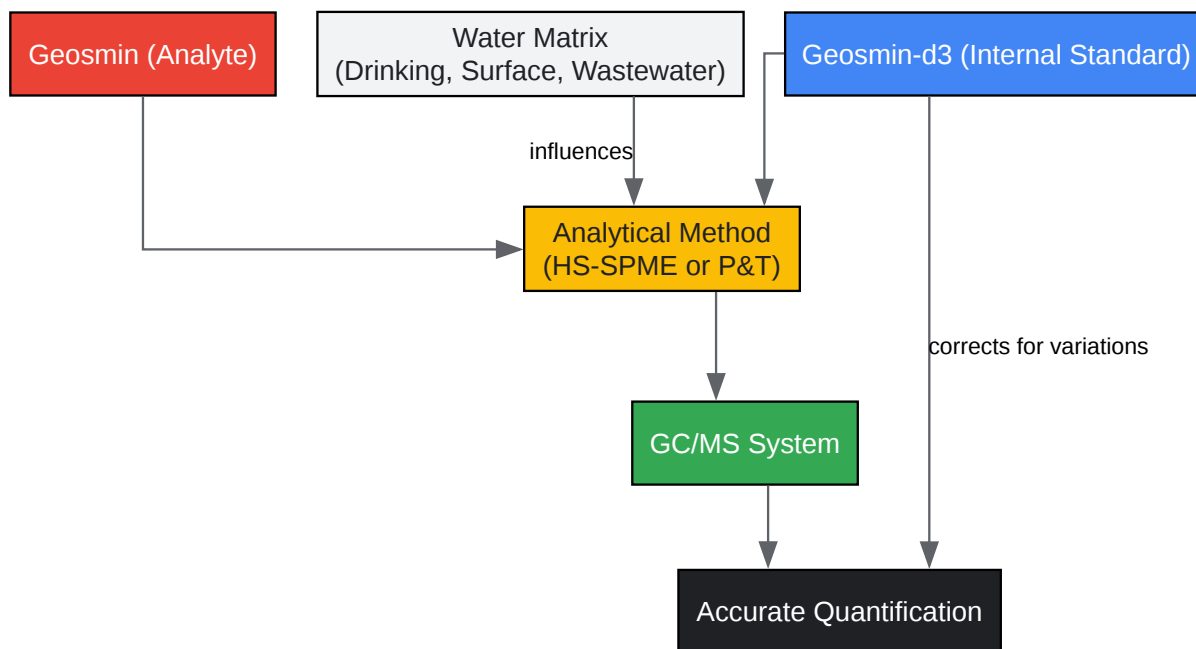 Geosmin (Analyte)
Water Matrix
(Drinking, Surface, Wastewater)
Geosmin-d3 (Internal Standard)
influences
Analytical Method
(HS-SPME or P&T)
corrects for variations
GC/MS System
Accurate Quantification